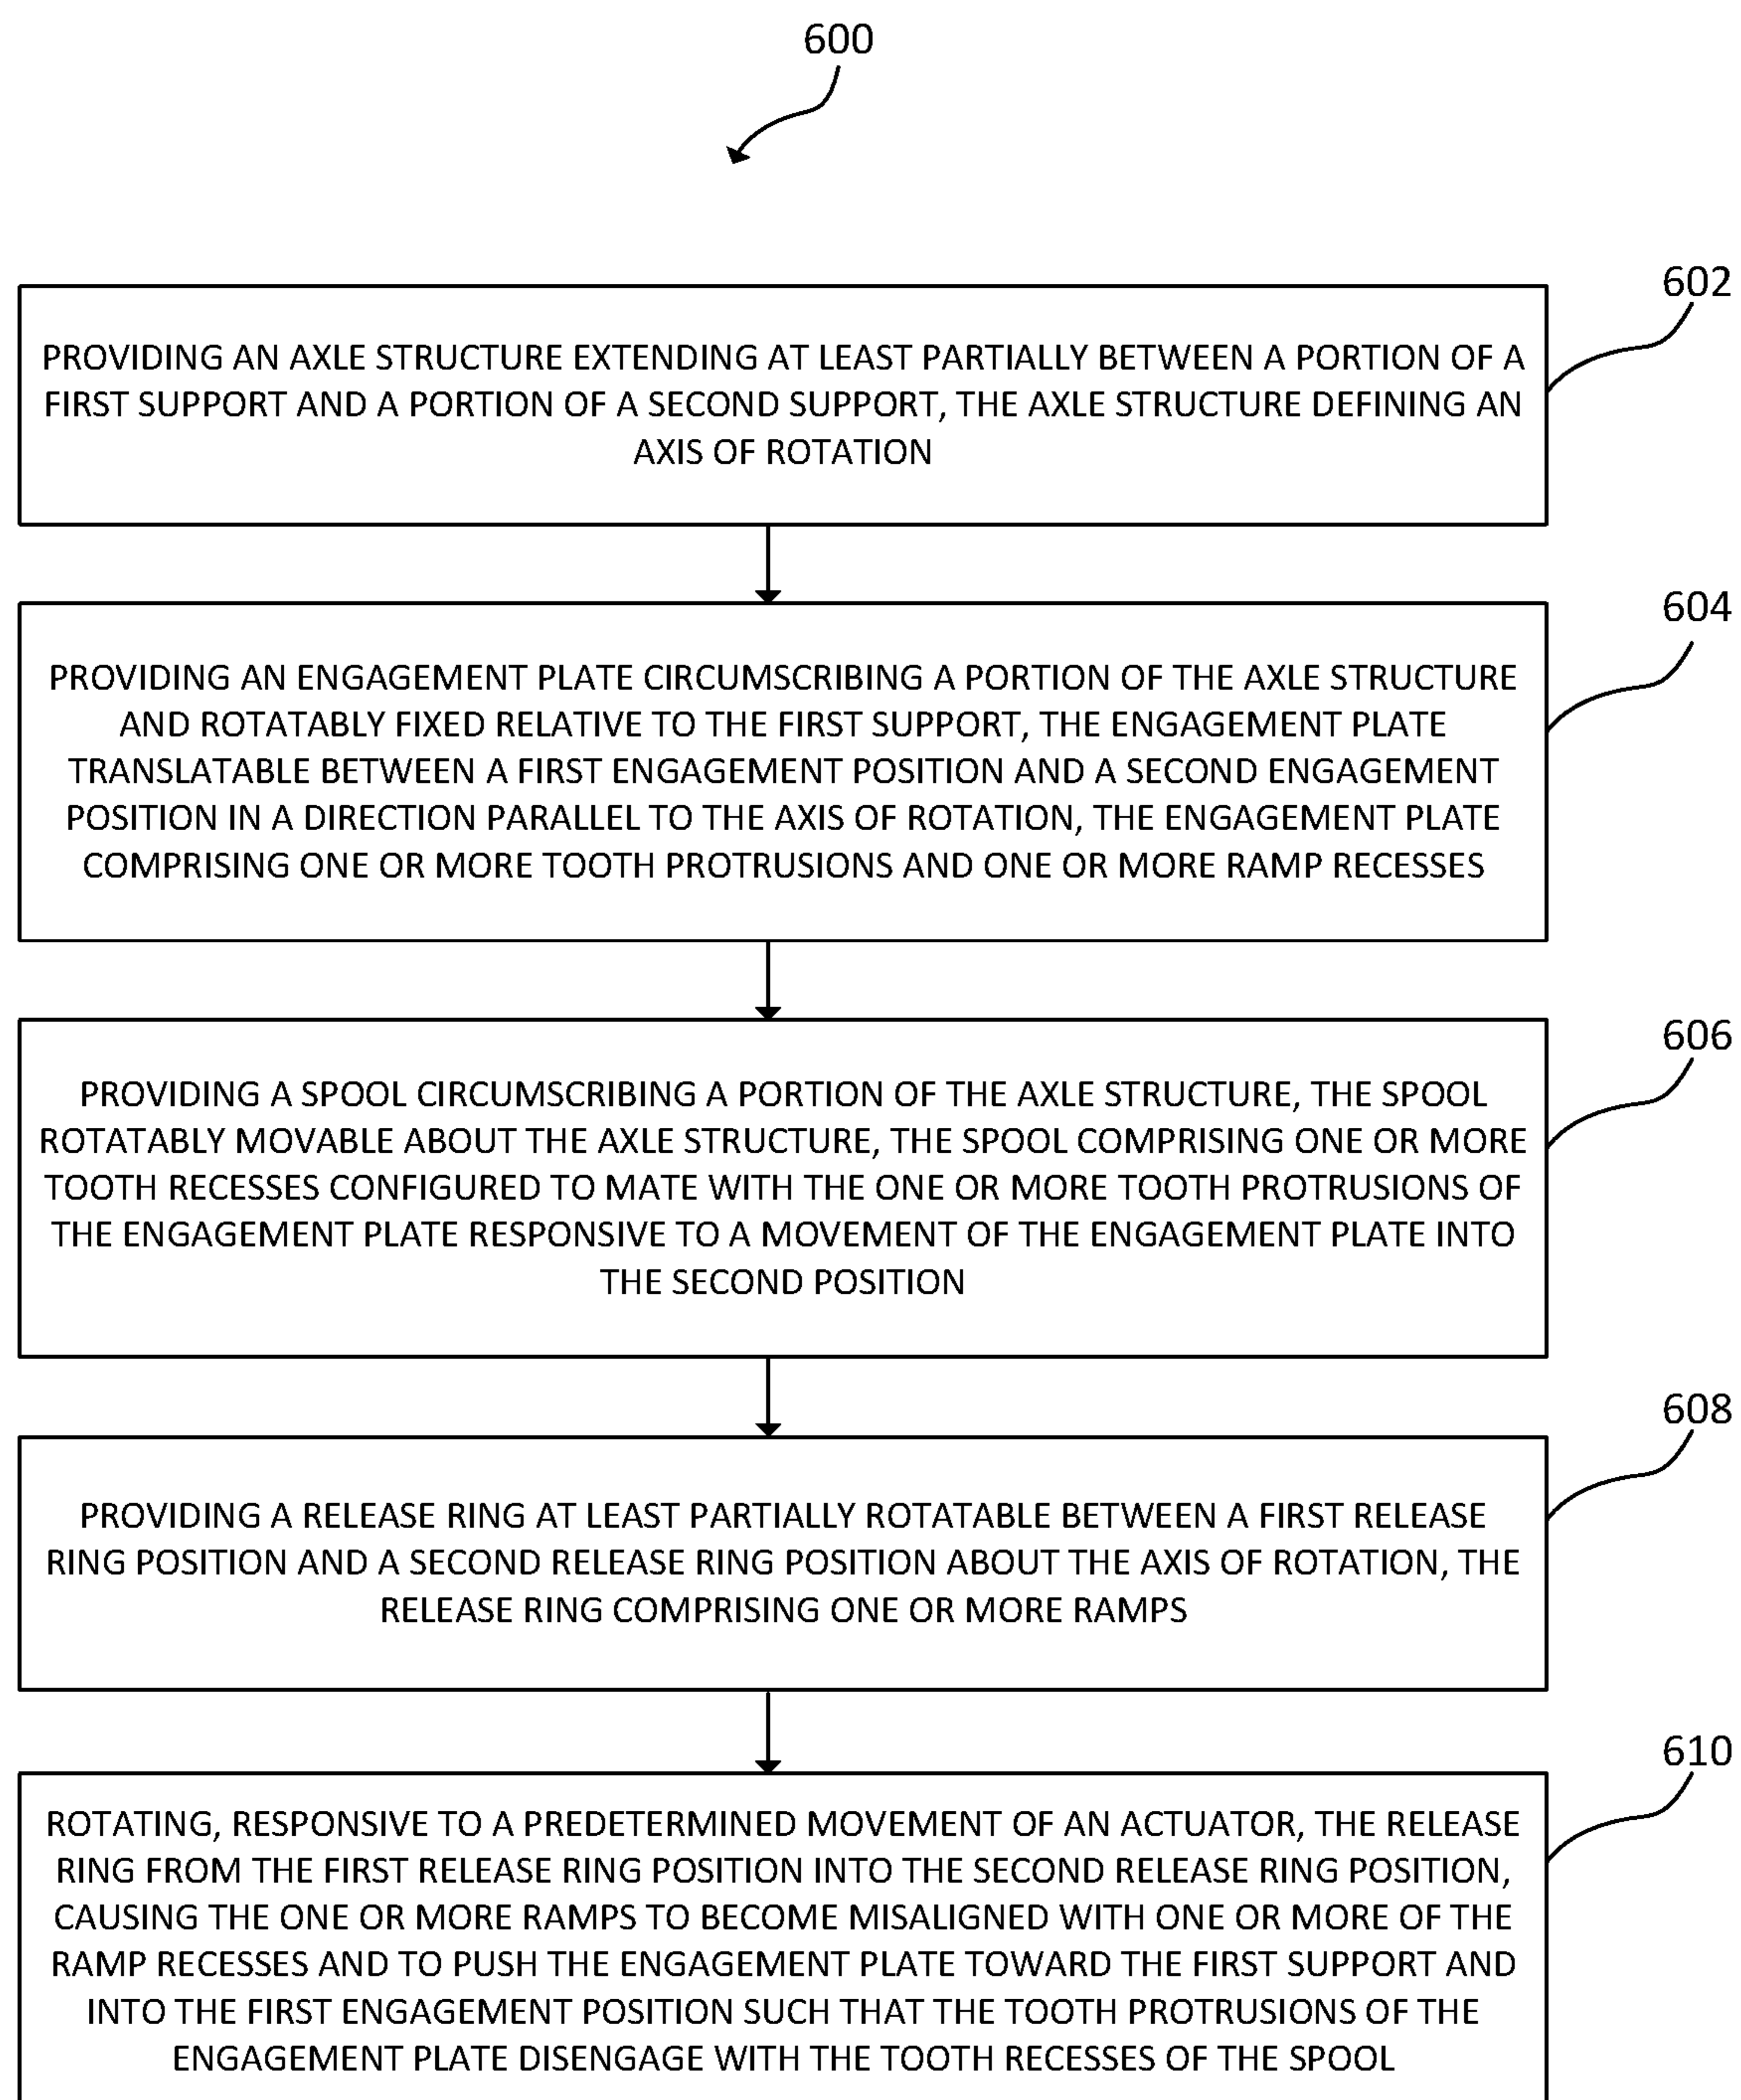 600
602
PROVIDING AN AXLE STRUCTURE EXTENDING AT LEAST PARTIALLY BETWEEN A PORTION OF A
FIRST SUPPORT AND A PORTION OF A SECOND SUPPORT, THE AXLE STRUCTURE DEFINING AN
AXIS OF ROTATION
604
PROVIDING AN ENGAGEMENT PLATE CIRCUMSCRIBING A PORTION OF THE AXLE STRUCTURE
AND ROTATABLY FIXED RELATIVE TO THE FIRST SUPPORT, THE ENGAGEMENT PLATE
TRANSLATABLE BETWEEN A FIRST ENGAGEMENT POSITION AND A SECOND ENGAGEMENT
POSITION IN A DIRECTION PARALLEL TO THE AXIS OF ROTATION, THE ENGAGEMENT PLATE
COMPRISING ONE OR MORE TOOTH PROTRUSIONS AND ONE OR MORE RAMP RECESSES
606
PROVIDING A SPOOL CIRCUMSCRIBING A PORTION OF THE AXLE STRUCTURE, THE SPOOL
ROTATABLY MOVABLE ABOUT THE AXLE STRUCTURE, THE SPOOL COMPRISING ONE OR MORE
TOOTH RECESSES CONFIGURED TO MATE WITH THE ONE OR MORE TOOTH PROTRUSIONS OF
THE ENGAGEMENT PLATE RESPONSIVE TO A MOVEMENT OF THE ENGAGEMENT PLATE INTO
THE SECOND POSITION
608
PROVIDING A RELEASE RING AT LEAST PARTIALLY ROTATABLE BETWEEN A FIRST RELEASE
RING POSITION AND A SECOND RELEASE RING POSITION ABOUT THE AXIS OF ROTATION, THE
RELEASE RING COMPRISING ONE OR MORE RAMPS
610
ROTATING, RESPONSIVE TO A PREDETERMINED MOVEMENT OF AN ACTUATOR, THE RELEASE
RING FROM THE FIRST RELEASE RING POSITION INTO THE SECOND RELEASE RING POSITION,
CAUSING THE ONE OR MORE RAMPS TO BECOME MISALIGNED WITH ONE OR MORE OF THE
RAMP RECESSES AND TO PUSH THE ENGAGEMENT PLATE TOWARD THE FIRST SUPPORT AND
INTO THE FIRST ENGAGEMENT POSITION SUCH THAT THE TOOTH PROTRUSIONS OF THE
ENGAGEMENT PLATE DISENGAGE WITH THE TOOTH RECESSES OF THE SPOOL